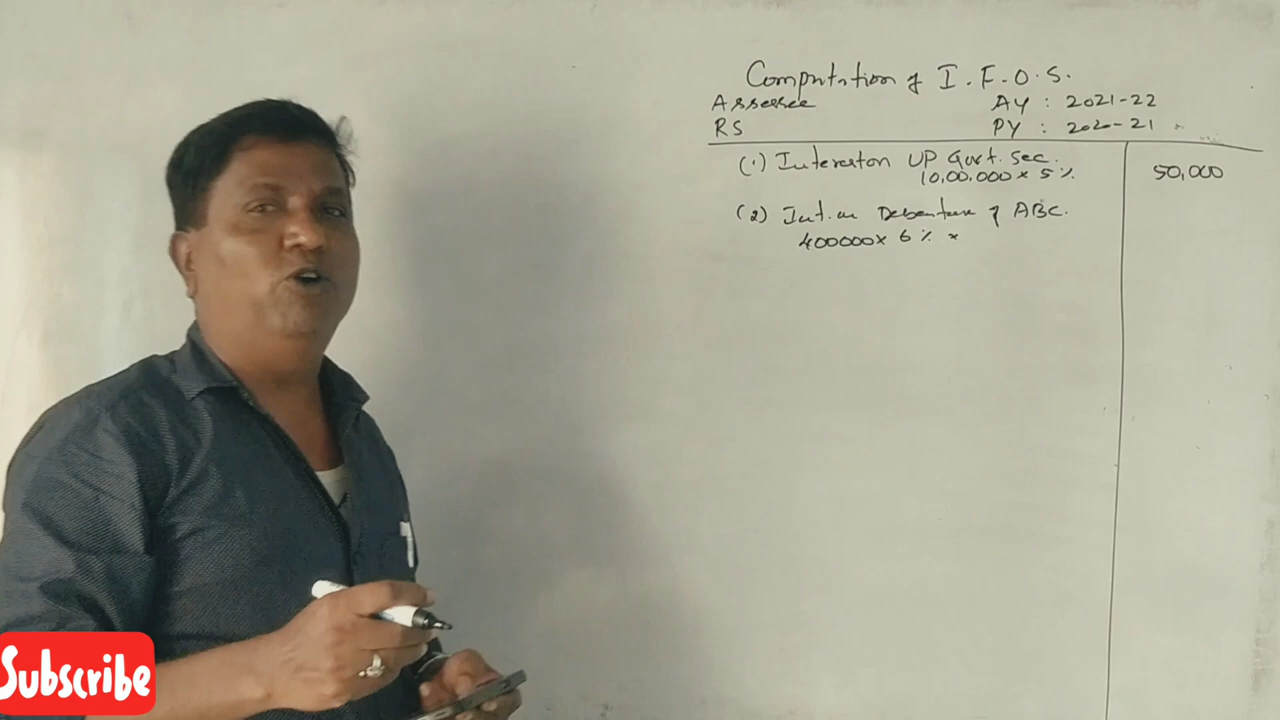 Computation of I.F.O.S.
Assessee AY : 2021-22
RS PY : 2020-21
(1) Interest on UP Govt. Sec.
10,00,000 x 5 % 50,000
(2) Int. on Debenture of ABC.
400000 x 6 % x
Subscribe